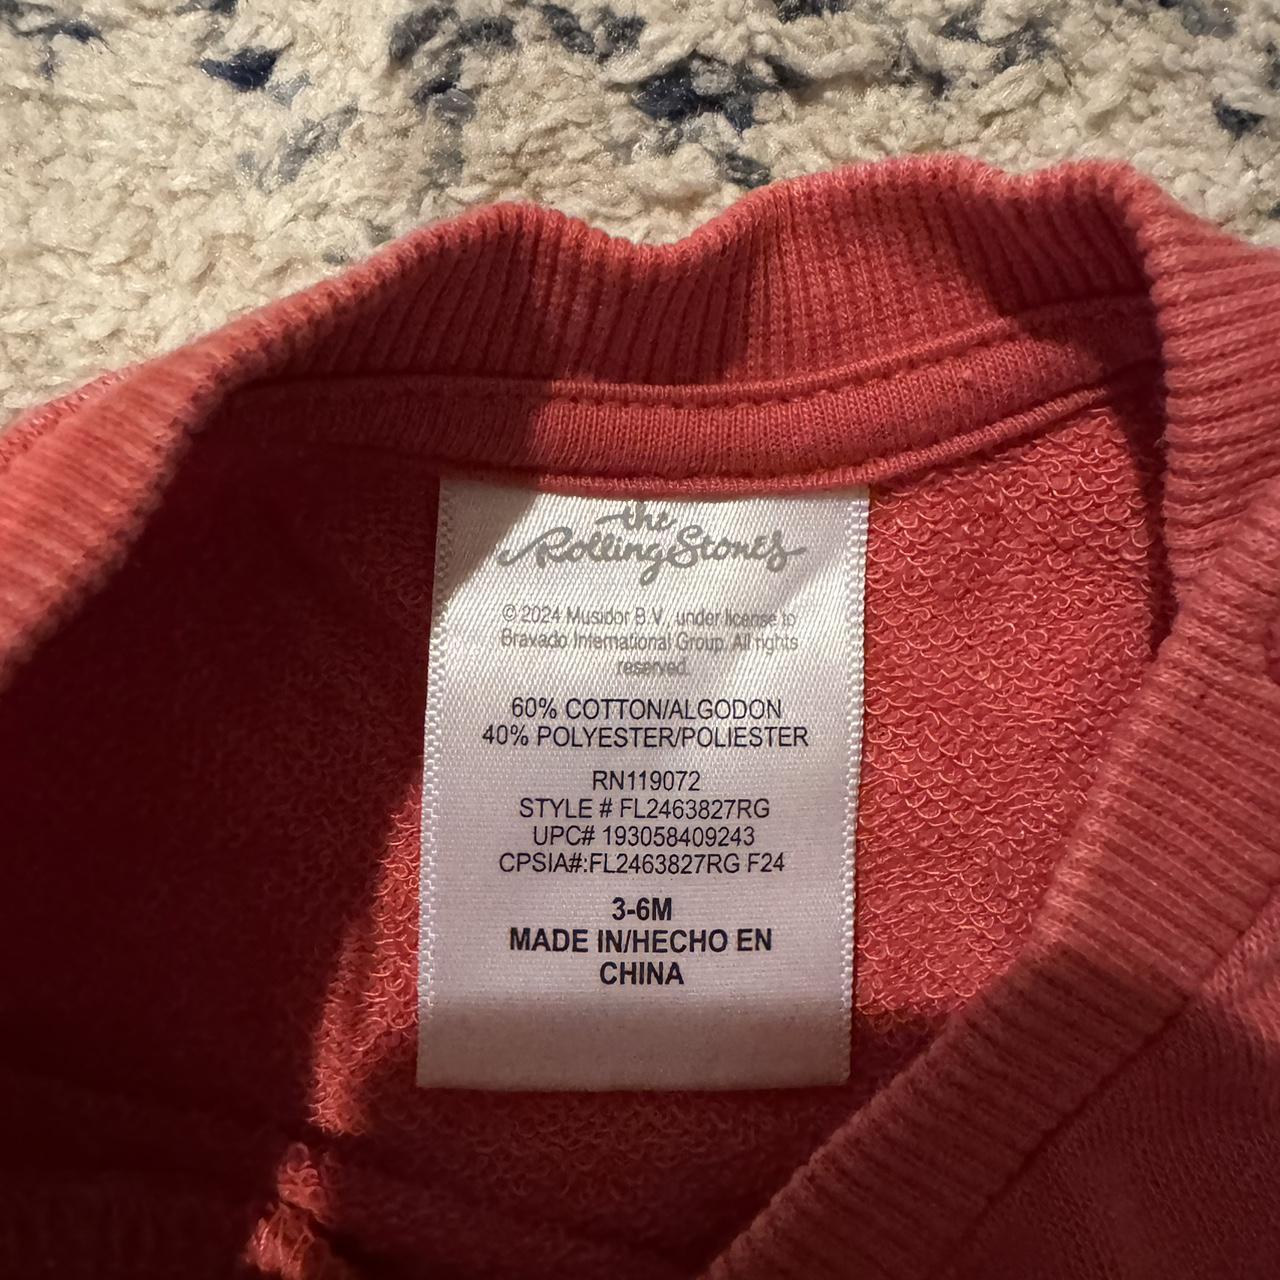 the
Rolling Stones
© 2024 Musidor B.V., under license to
Bravado International Group. All rights
reserved.
60% COTTON/ALGODON
40% POLYESTER/POLIESTER
RN119072
STYLE # FL2463827RG
UPC# 193058409243
CPSIA#:FL2463827RG F24
3-6M
MADE IN/HECHO EN
CHINA